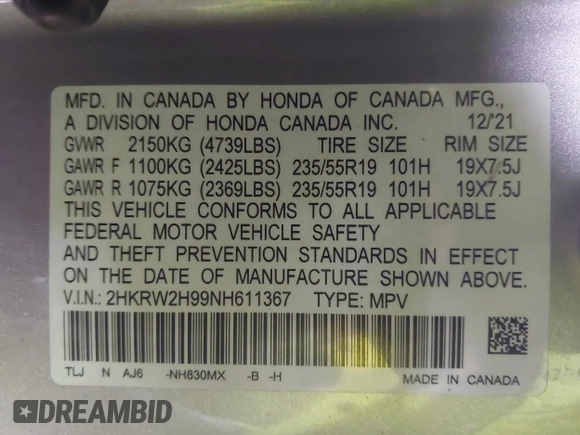 MFD. IN CANADA BY HONDA OF CANADA MFG.,
A DIVISION OF HONDA CANADA INC. 12/'21
GVWR 2150KG (4739LBS) TIRE SIZE RIM SIZE
GAWR F 1100KG (2425LBS) 235/55R19 101H 19X7.5J
GAWR R 1075KG (2369LBS) 235/55R19 101H 19X7.5J
THIS VEHICLE CONFORMS TO ALL APPLICABLE
FEDERAL MOTOR VEHICLE SAFETY
AND THEFT PREVENTION STANDARDS IN EFFECT
ON THE DATE OF MANUFACTURE SHOWN ABOVE.
V.I.N.: 2HKRW2H99NH611367 TYPE: MPV
TLJ N AJ6 -NH830MX -B -H MADE IN CANADA
DREAMBID